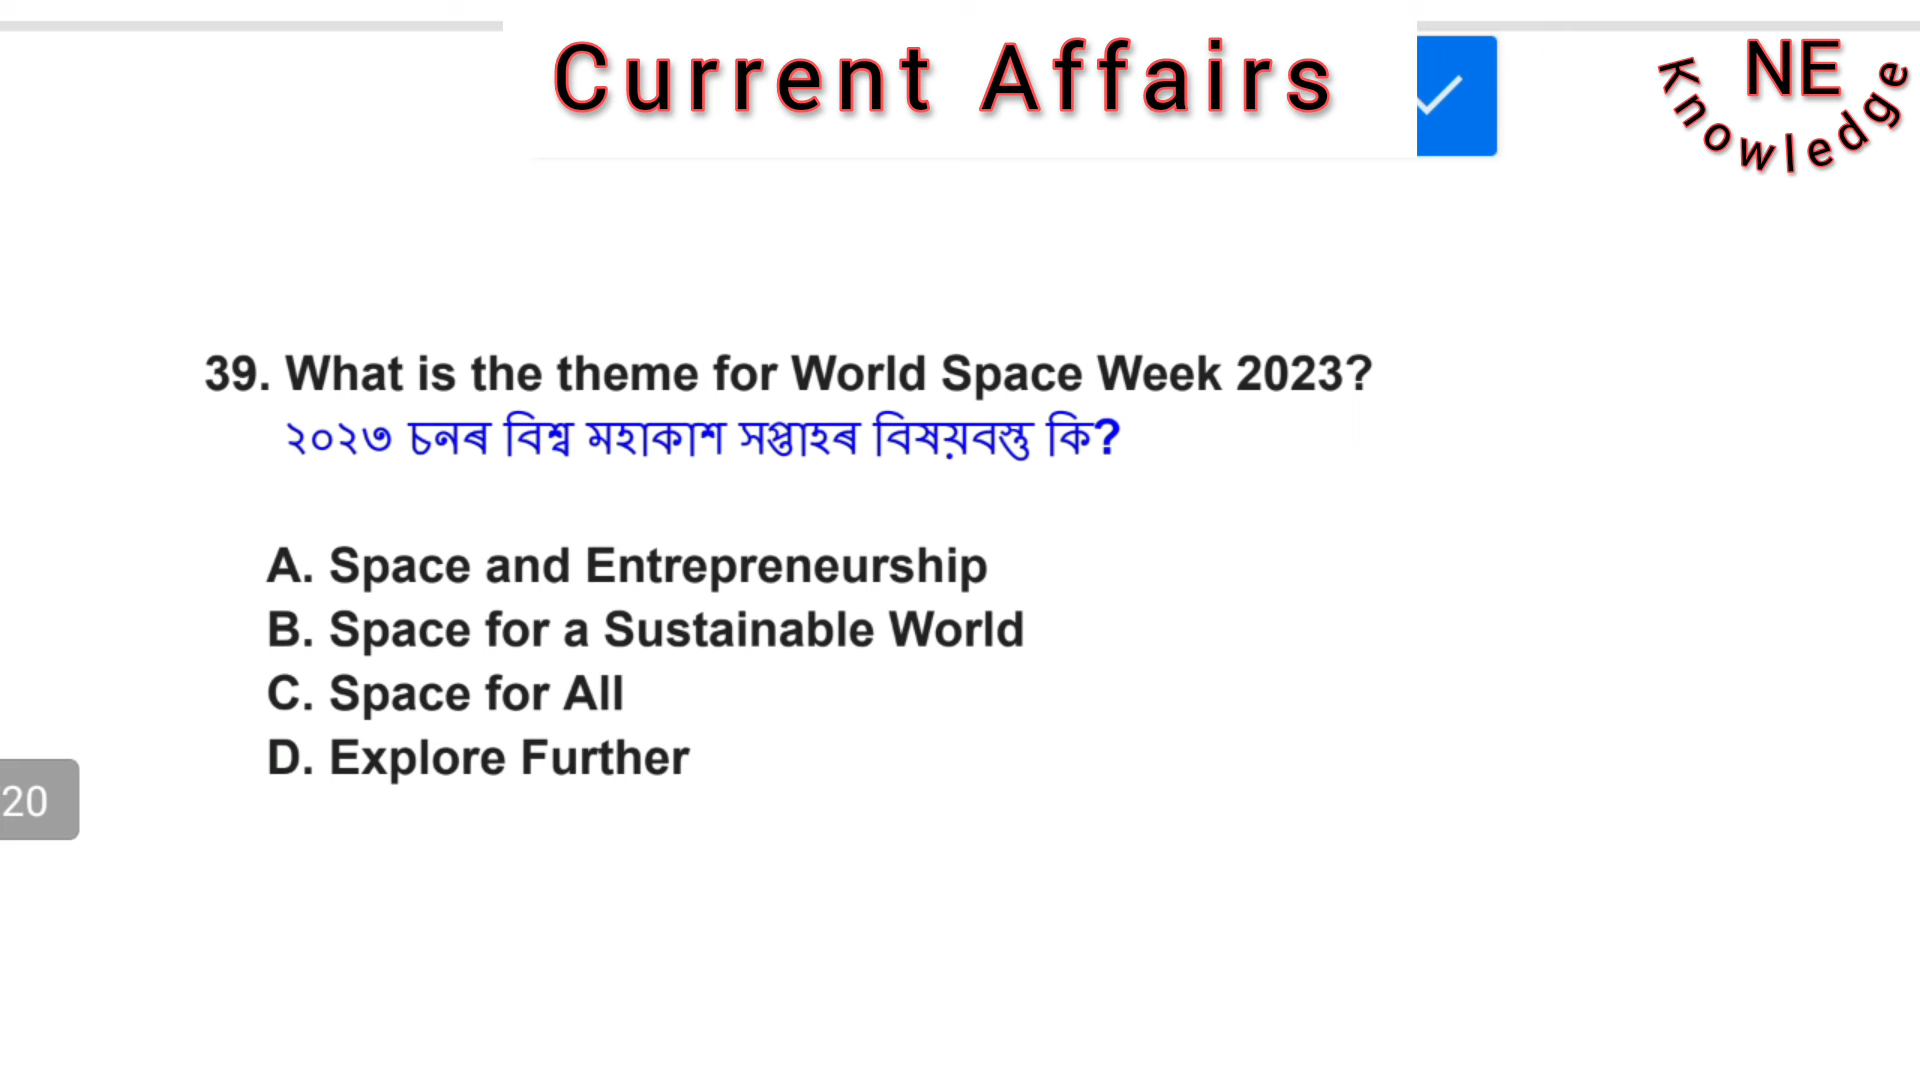 Current Affairs
NE
Knowledge
39. What is the theme for World Space Week 2023?
২০২৩ চনৰ বিশ্ব মহাকাশ সপ্তাহৰ বিষয়বস্তু কি?
A. Space and Entrepreneurship
B. Space for a Sustainable World
C. Space for All
D. Explore Further
20